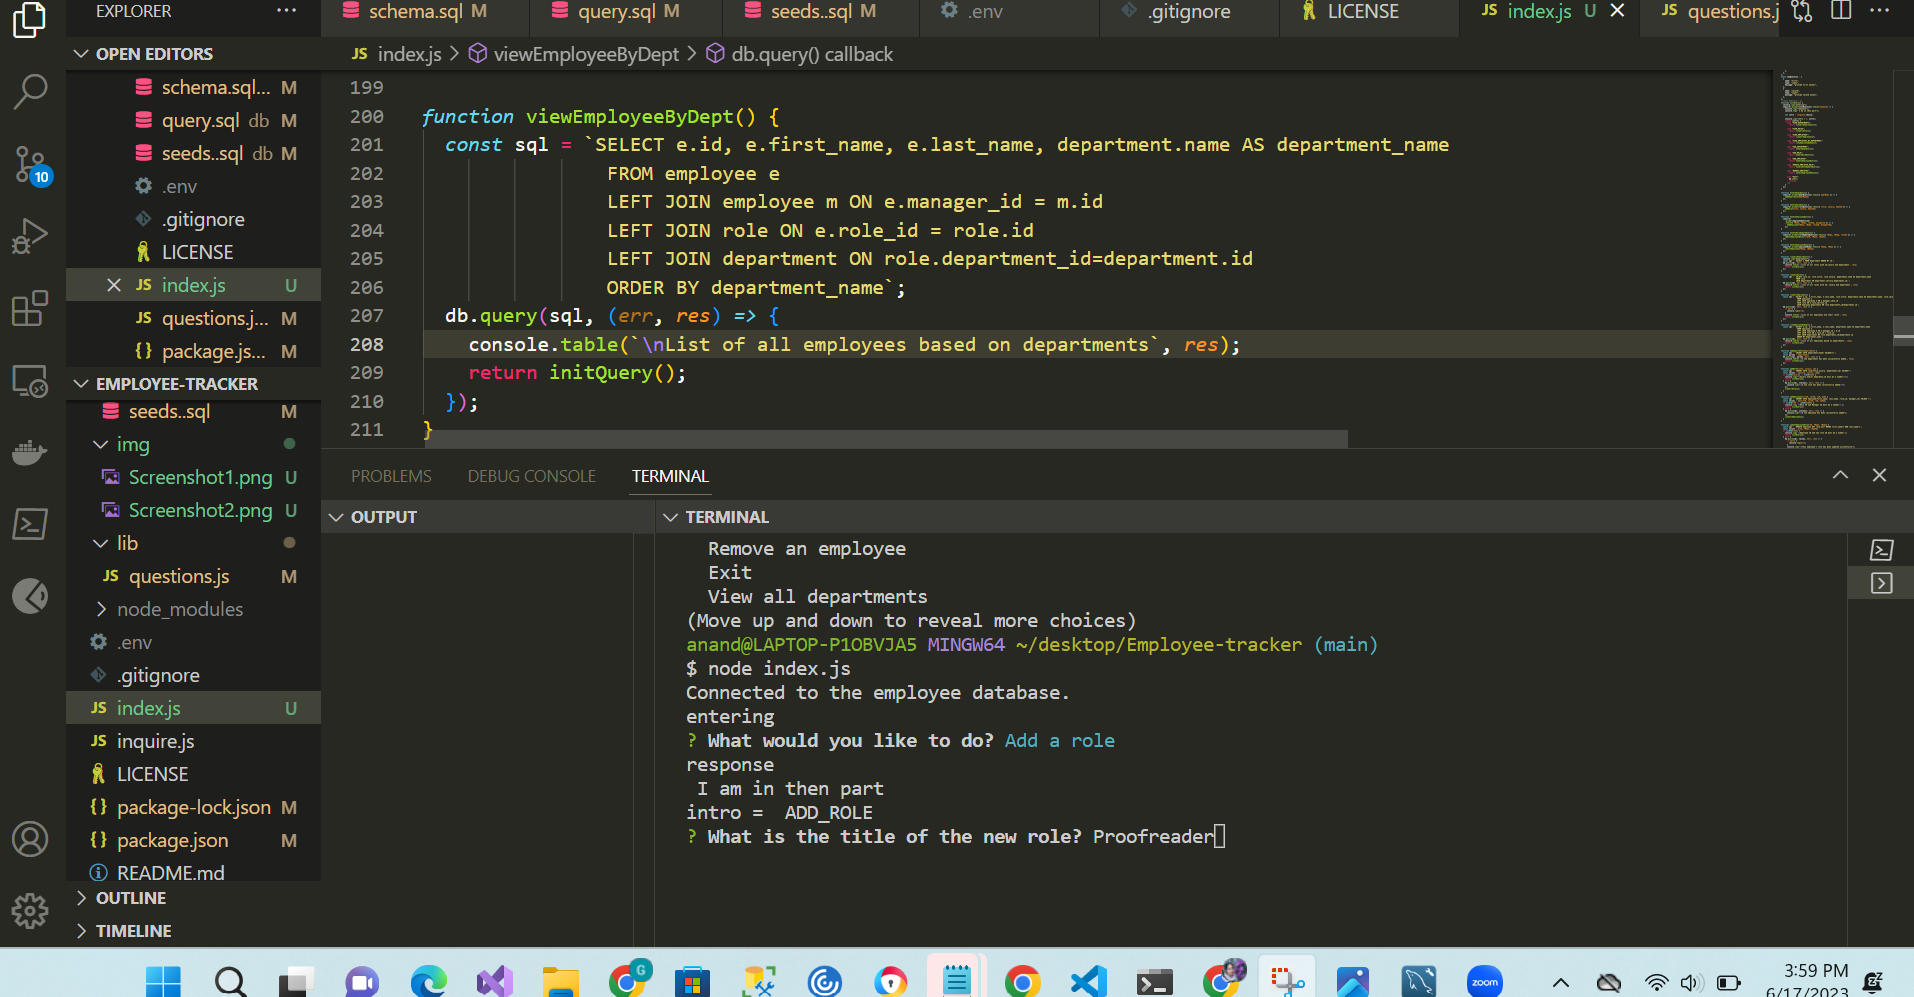 EXPLORER
schema.sql M
query.sql M
seeds..sql M
.env
.gitignore
LICENSE
JS index.js U
JS questions.j
OPEN EDITORS
schema.sql... M
query.sql db M
seeds..sql db M
.env
.gitignore
LICENSE
JS index.js U
JS questions.j... M
{} package.js... M
EMPLOYEE-TRACKER
seeds..sql M
img
Screenshot1.png U
Screenshot2.png U
lib
JS questions.js M
node_modules
.env
.gitignore
JS index.js U
JS inquire.js
LICENSE
{} package-lock.json M
{} package.json M
README.md
OUTLINE
TIMELINE
10
JS index.js > viewEmployeeByDept > db.query() callback
199
200 function viewEmployeeByDept() {
201 const sql = `SELECT e.id, e.first_name, e.last_name, department.name AS department_name
202 FROM employee e
203 LEFT JOIN employee m ON e.manager_id = m.id
204 LEFT JOIN role ON e.role_id = role.id
205 LEFT JOIN department ON role.department_id=department.id
206 ORDER BY department_name`;
207 db.query(sql, (err, res) => {
208 console.table(`\nList of all employees based on departments`, res);
209 return initQuery();
210 });
211 }
PROBLEMS DEBUG CONSOLE TERMINAL
OUTPUT
TERMINAL
Remove an employee
Exit
View all departments
(Move up and down to reveal more choices)
anand@LAPTOP-P1OBVJA5 MINGW64 ~/desktop/Employee-tracker (main)
$ node index.js
Connected to the employee database.
entering
? What would you like to do? Add a role
response
I am in then part
intro = ADD_ROLE
? What is the title of the new role? Proofreader
G
zoom
3:59 PM
6/17/2023